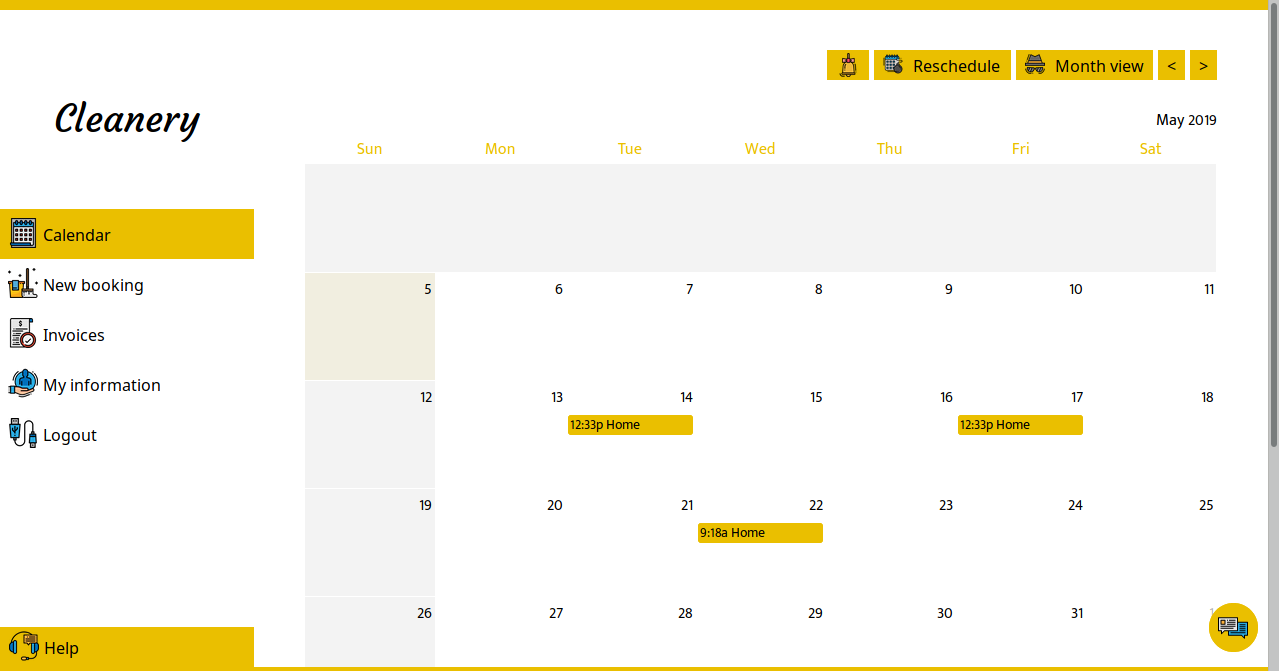 Reschedule
Month view
<
>
Cleanery
May 2019
Sun Mon Tue Wed Thu Fri Sat
Calendar
New booking
Invoices
My information
Logout
5 6 7 8 9 10 11
12 13 14 15 16 17 18
12:33p Home
12:33p Home
19 20 21 22 23 24 25
9:18a Home
26 27 28 29 30 31 1
Help